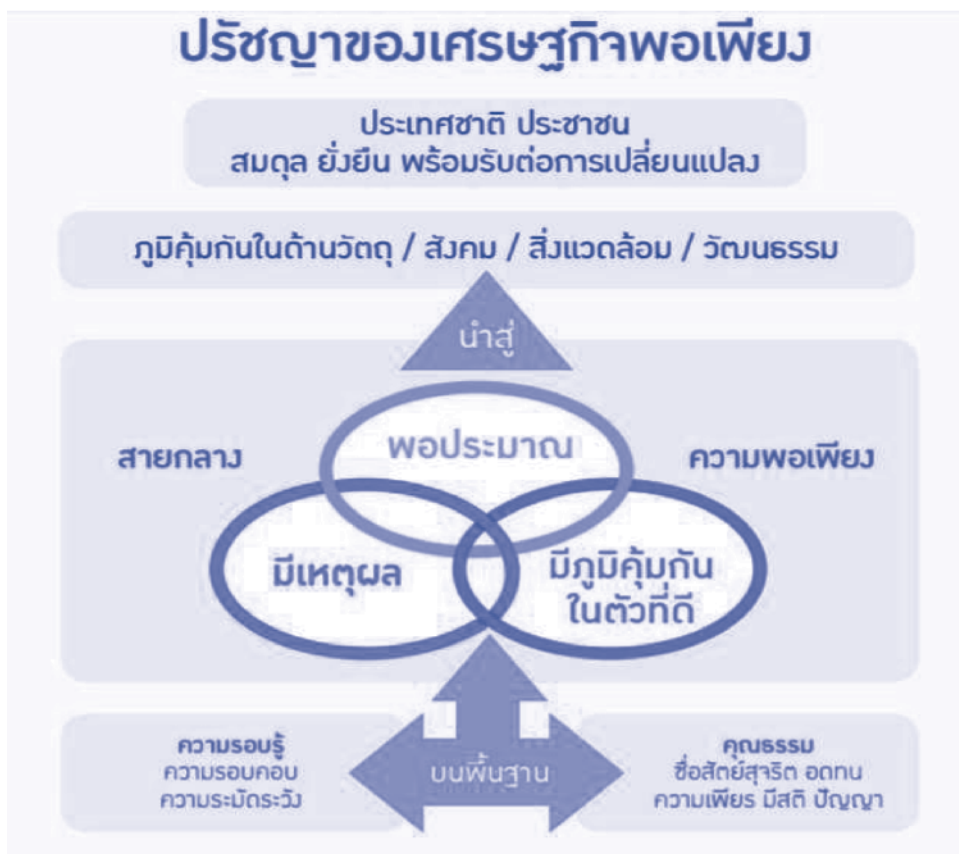 ปรัชญาของเศรษฐกิจพอเพียง
ประเทศชาติ ประชาชน
สมดุล ยั่งยืน พร้อมรับต่อการเปลี่ยนแปลง
ภูมิคุ้มกันในด้านวัตถุ / สังคม / สิ่งแวดล้อม / วัฒนธรรม
นำสู่
สายกลาง
พอประมาณ
ความพอเพียง
มีเหตุผล
มีภูมิคุ้มกัน
ในตัวที่ดี
ความรอบรู้
ความรอบคอบ
ความระมัดระวัง
บนพื้นฐาน
คุณธรรม
ซื่อสัตย์สุจริต อดทน
ความเพียร มีสติ ปัญญา